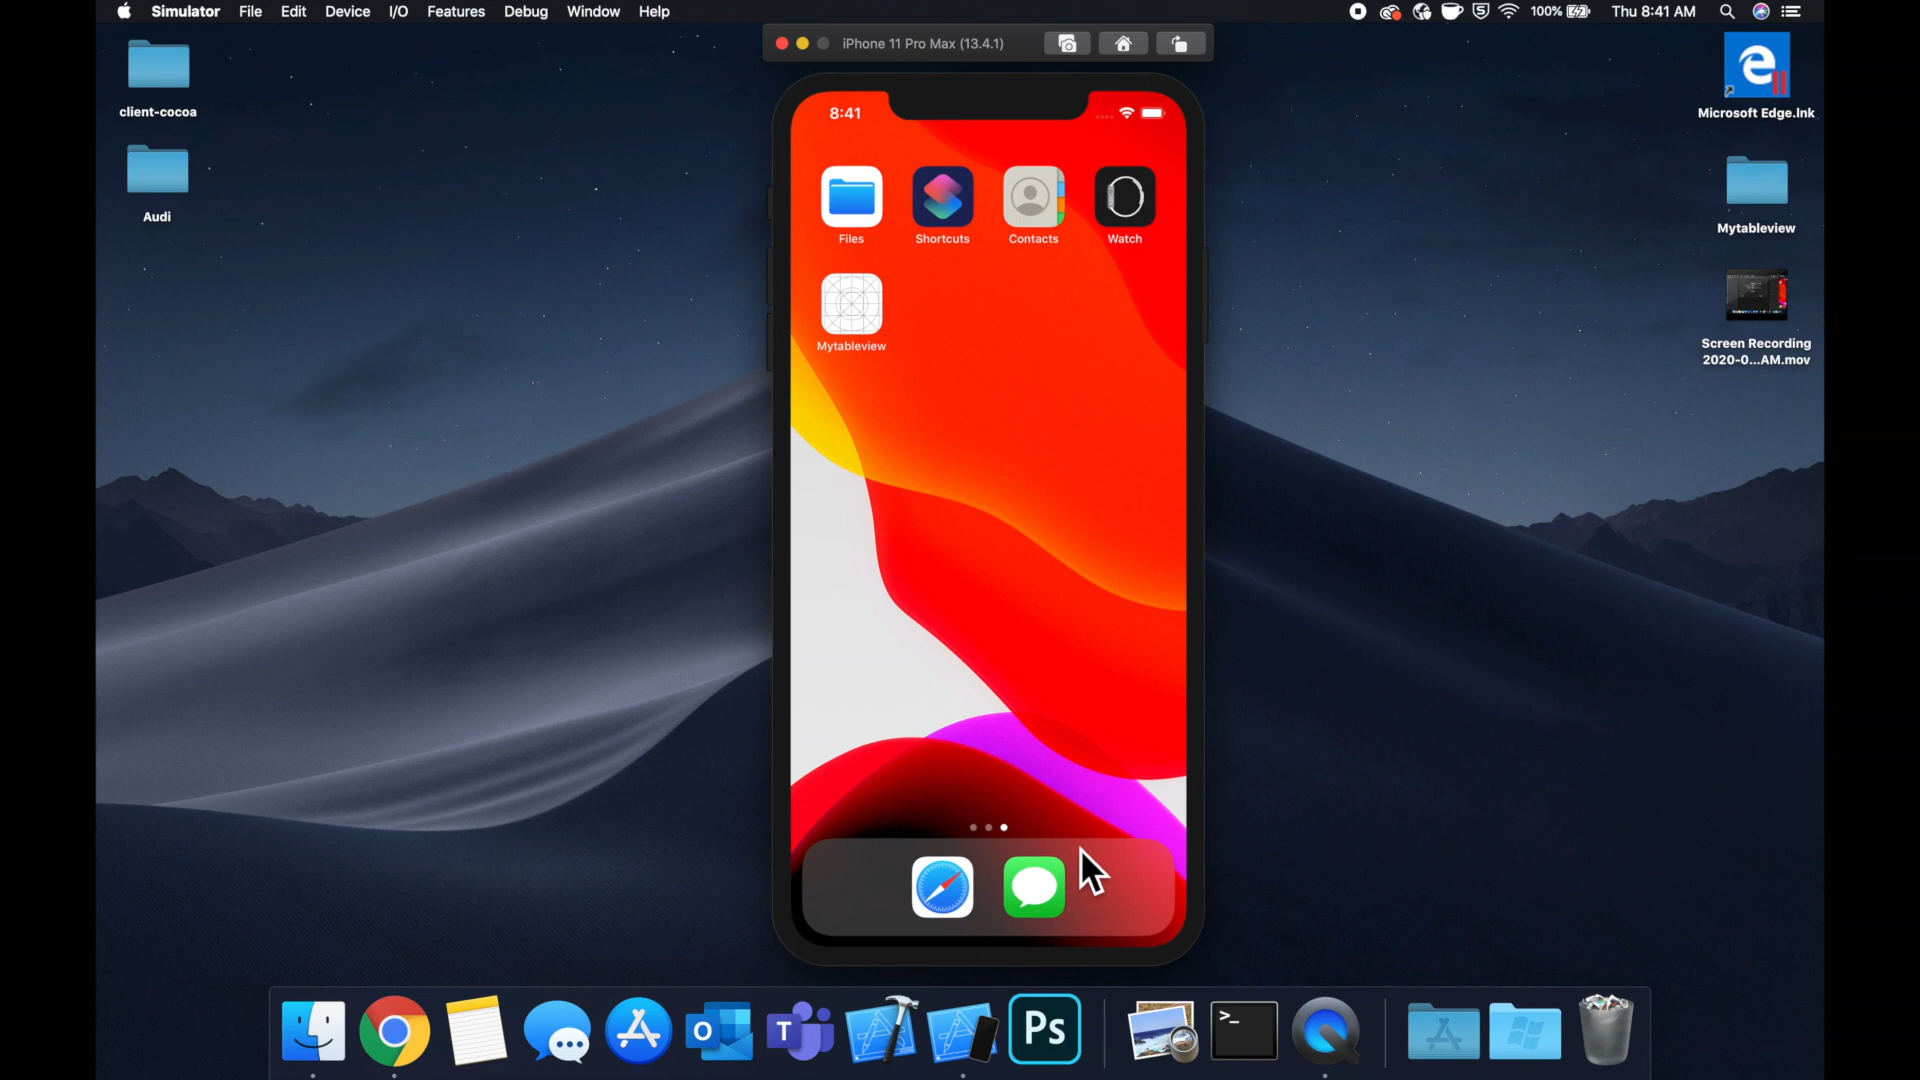 Simulator File Edit Device I/O Features Debug Window Help
100% Thu 8:41 AM
iPhone 11 Pro Max (13.4.1)
client-cocoa
Audi
Microsoft Edge.lnk
Mytableview
Screen Recording
2020-0...AM.mov
8:41
Files Shortcuts Contacts Watch
Mytableview
O
T
Ps
>_